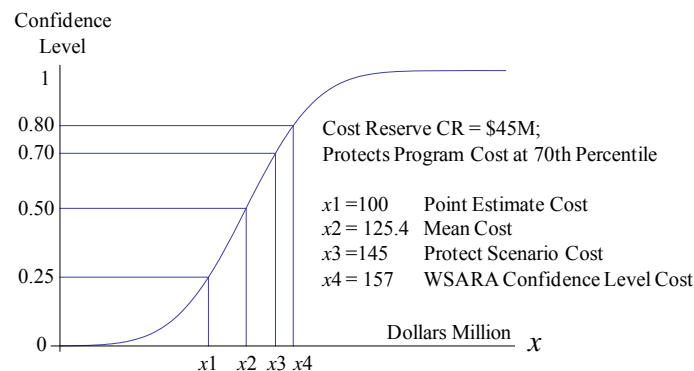 Confidence
Level
1
0.80
0.70
0.50
0.25
0
Cost Reserve CR = $45M;
Protects Program Cost at 70th Percentile
x1 =100 Point Estimate Cost
x2 = 125.4 Mean Cost
x3 =145 Protect Scenario Cost
x4 = 157 WSARA Confidence Level Cost
Dollars Million x
x1 x2 x3 x4